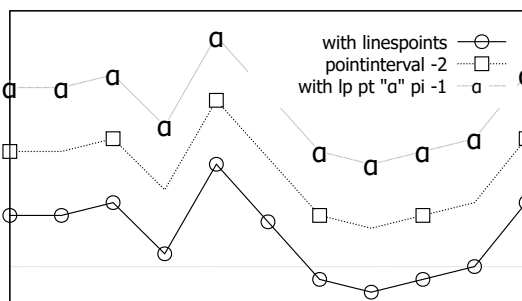 with linespoints
pointinterval -2
with lp pt "ɑ" pi -1 ɑ
ɑ
ɑ ɑ ɑ ɑ
ɑ
ɑ ɑ ɑ ɑ